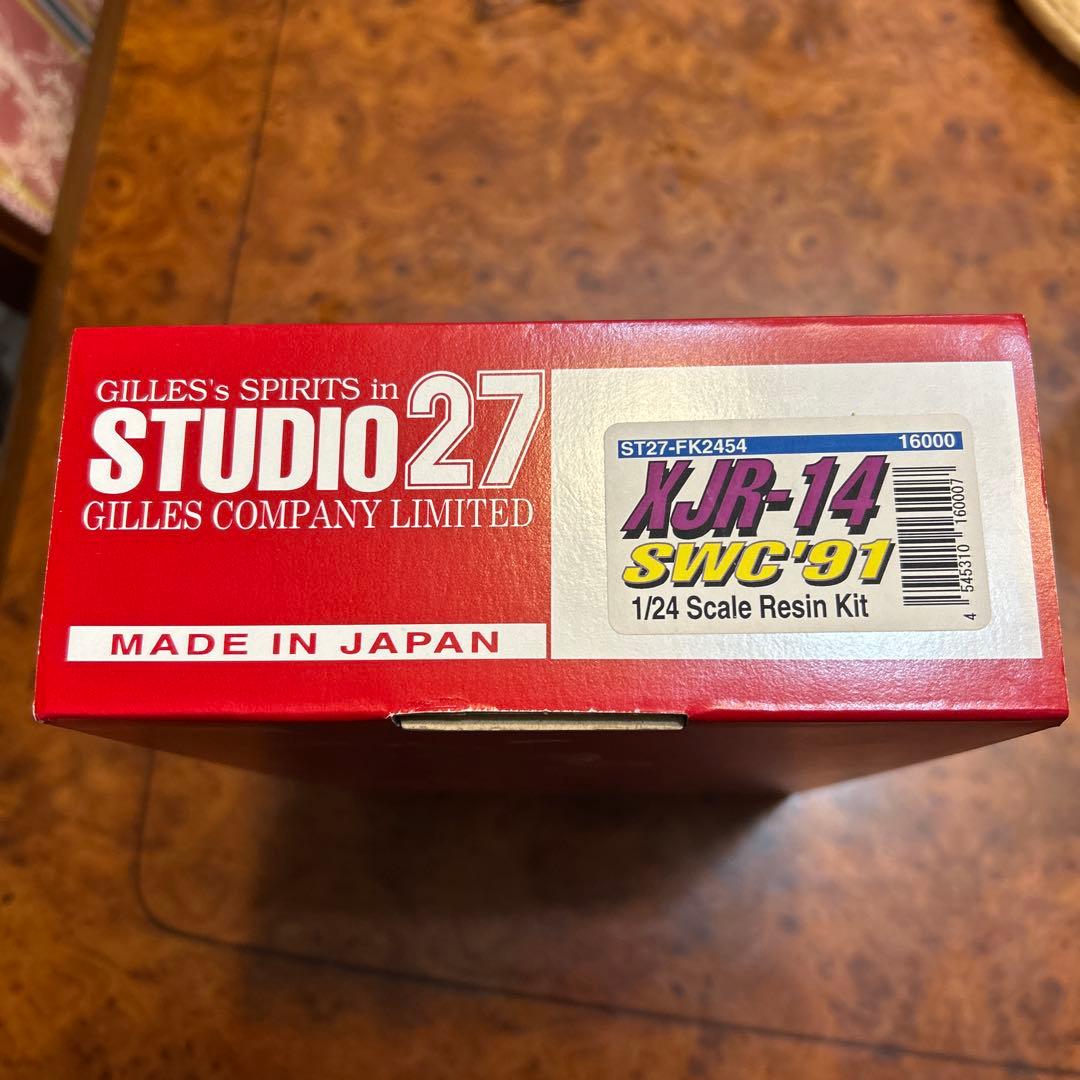 GILLES's SPIRITS in
STUDIO27
GILLES COMPANY LIMITED
MADE IN JAPAN
ST27-FK2454 16000
XJR-14
SWC'91
1/24 Scale Resin Kit
4 545310 160087